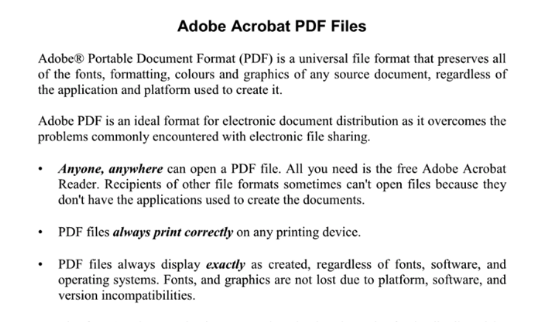 Adobe Acrobat PDF Files
Adobe® Portable Document Format (PDF) is a universal file format that preserves all
of the fonts, formatting, colours and graphics of any source document, regardless of
the application and platform used to create it.
Adobe PDF is an ideal format for electronic document distribution as it overcomes the
problems commonly encountered with electronic file sharing.
• Anyone, anywhere can open a PDF file. All you need is the free Adobe Acrobat
Reader. Recipients of other file formats sometimes can't open files because they
don't have the applications used to create the documents.
• PDF files always print correctly on any printing device.
• PDF files always display exactly as created, regardless of fonts, software, and
operating systems. Fonts, and graphics are not lost due to platform, software, and
version incompatibilities.